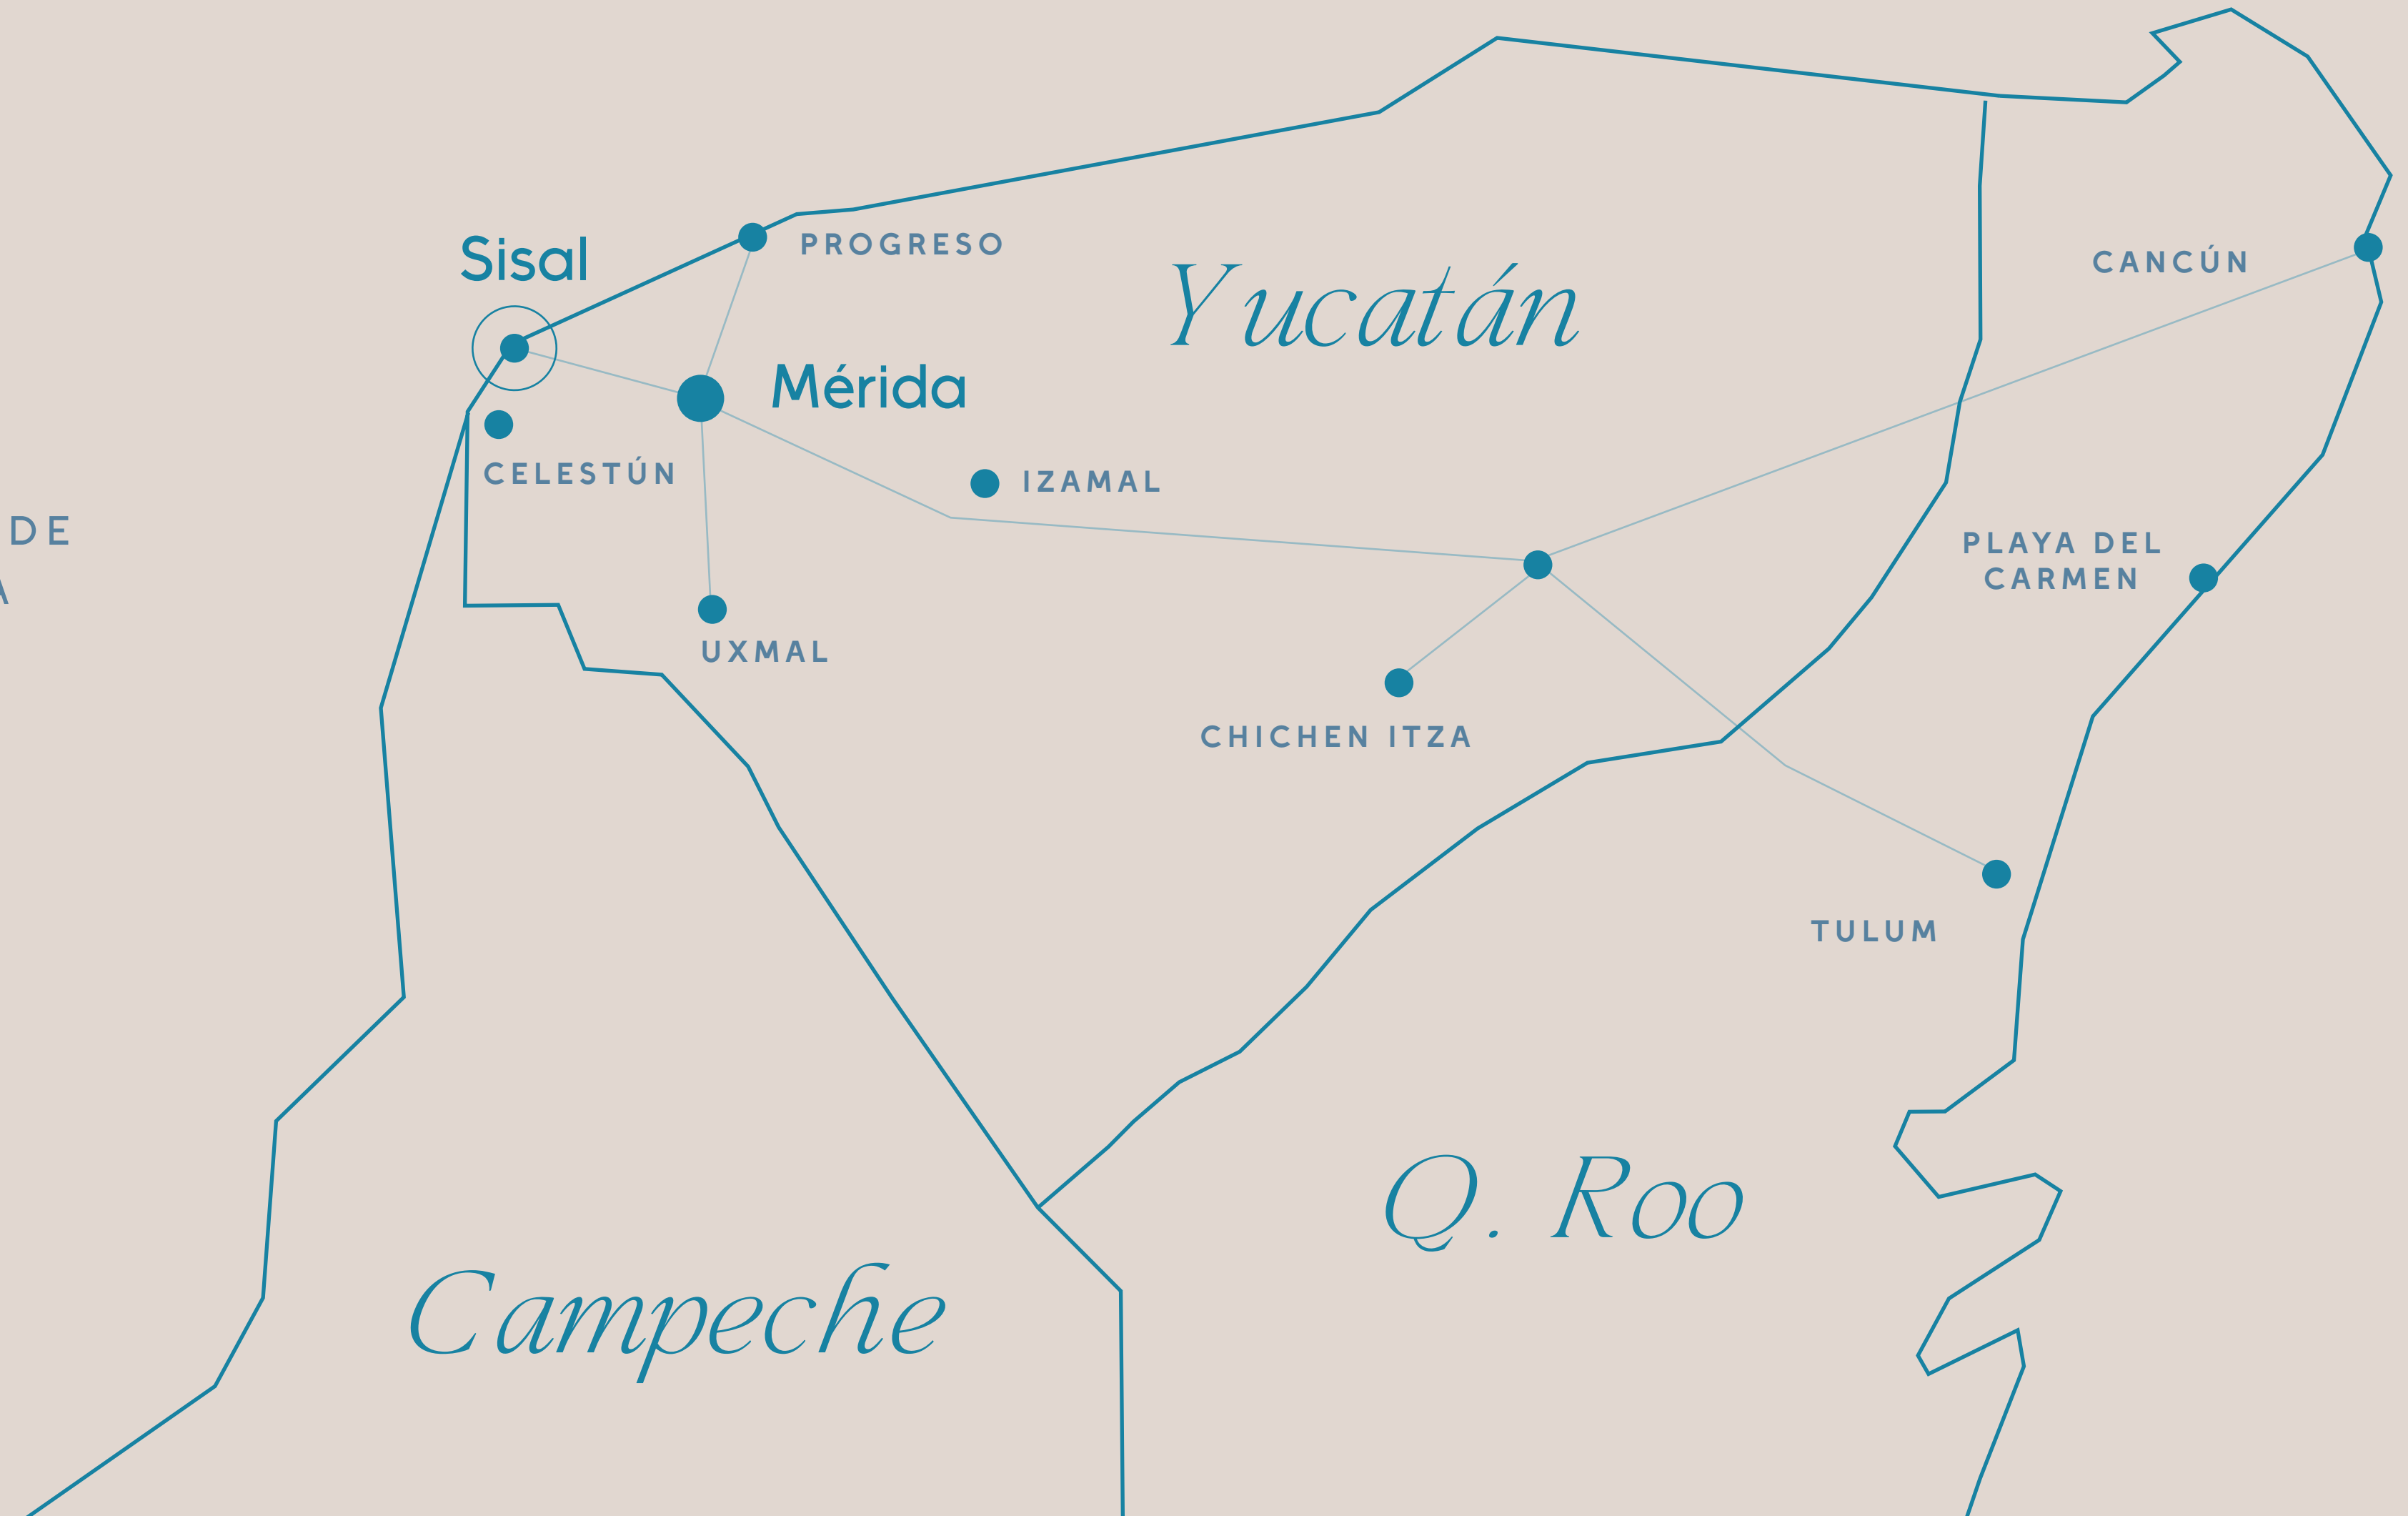 Sisal
PROGRESO
Yucatán
CANCÚN
Mérida
CELESTÚN
IZAMAL
DE
PLAYA DEL
CARMEN
UXMAL
CHICHEN ITZA
TULUM
Q. Roo
Campeche